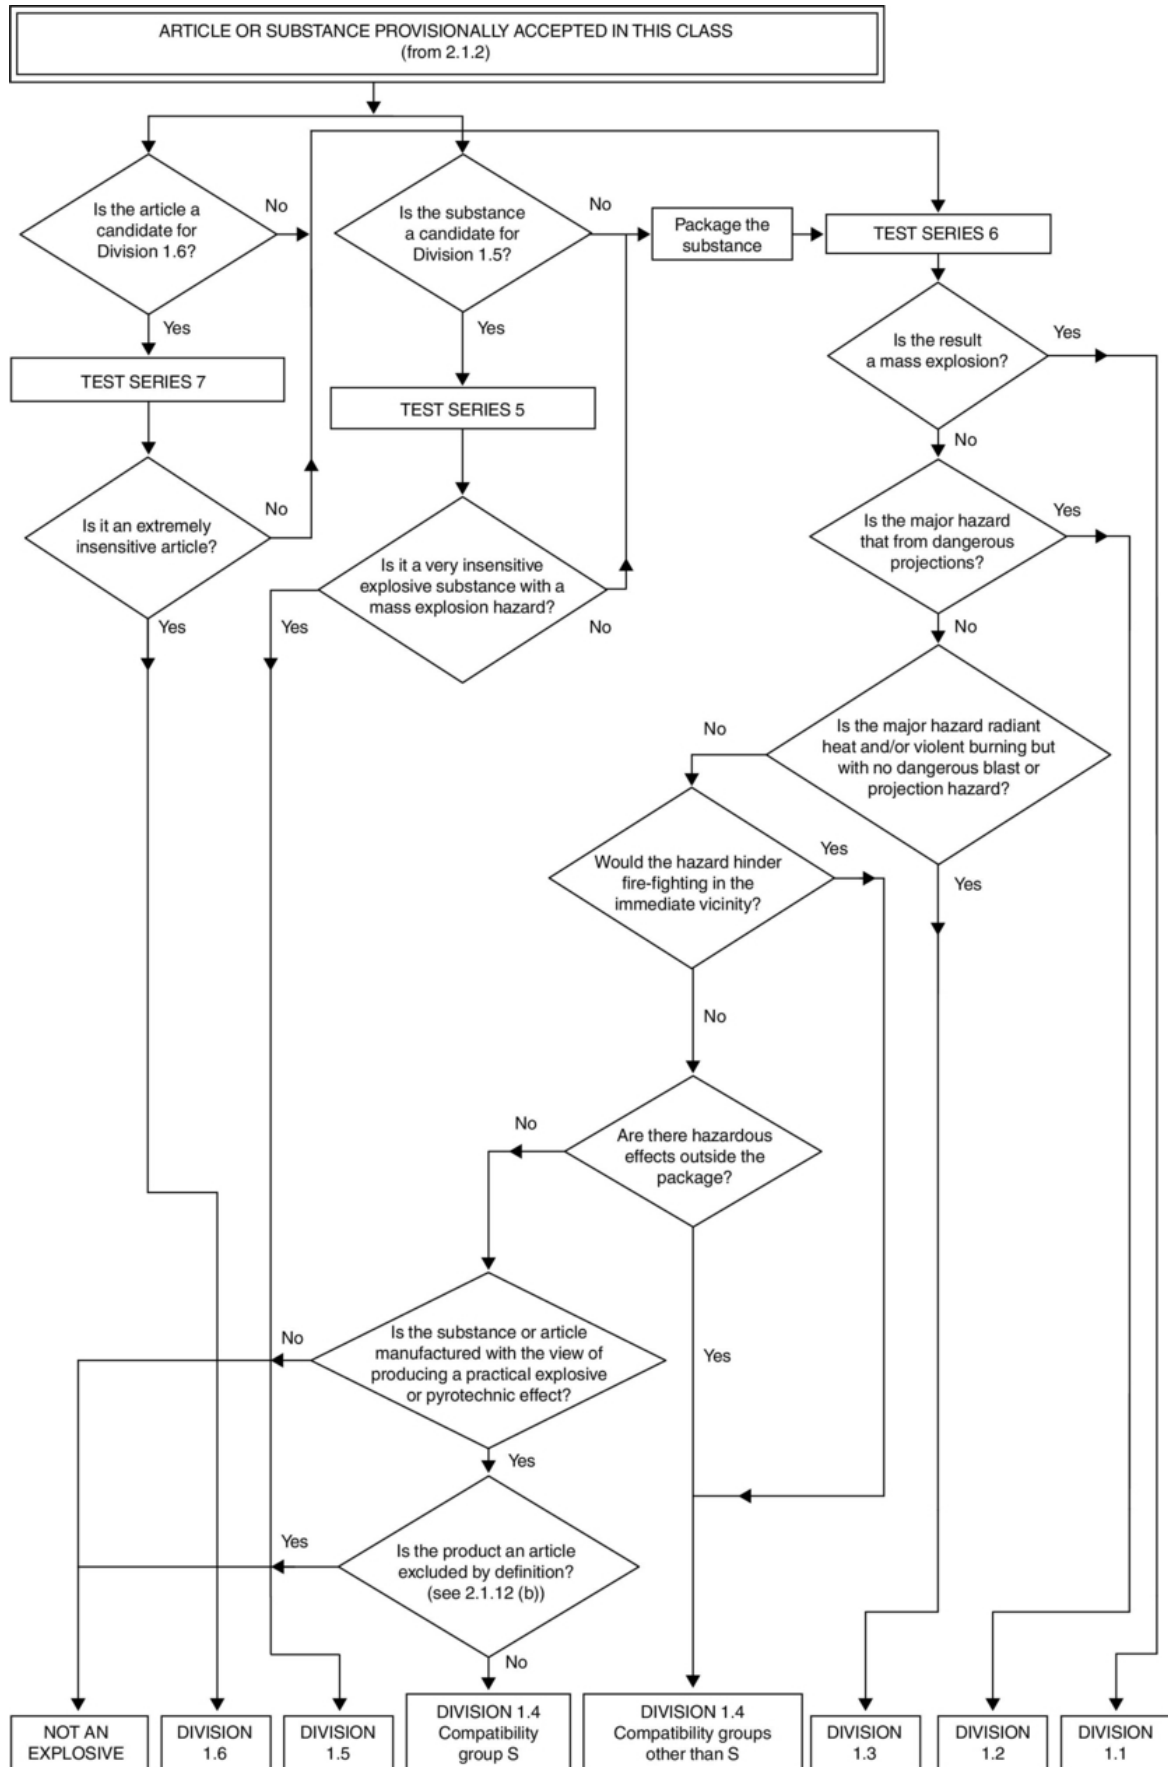 ARTICLE OR SUBSTANCE PROVISIONALLY ACCEPTED IN THIS CLASS
(from 2.1.2)
Is the article a
candidate for
Division 1.6?
No
Yes
TEST SERIES 7
Is it an extremely
insensitive article?
No
Yes
Is the substance
a candidate for
Division 1.5?
No
Yes
TEST SERIES 5
Is it a very insensitive
explosive substance with a
mass explosion hazard?
Yes
No
Package the
substance
TEST SERIES 6
Is the result
a mass explosion?
Yes
No
Is the major hazard
that from dangerous
projections?
Yes
No
Is the major hazard radiant
heat and/or violent burning but
with no dangerous blast or
projection hazard?
No
Yes
Would the hazard hinder
fire-fighting in the
immediate vicinity?
Yes
No
Are there hazardous
effects outside the
package?
No
Yes
Is the substance or article
manufactured with the view of
producing a practical explosive
or pyrotechnic effect?
No
Yes
Is the product an article
excluded by definition?
(see 2.1.12 (b))
Yes
No
NOT AN
EXPLOSIVE
DIVISION
1.6
DIVISION
1.5
DIVISION 1.4
Compatibility
group S
DIVISION 1.4
Compatibility groups
other than S
DIVISION
1.3
DIVISION
1.2
DIVISION
1.1